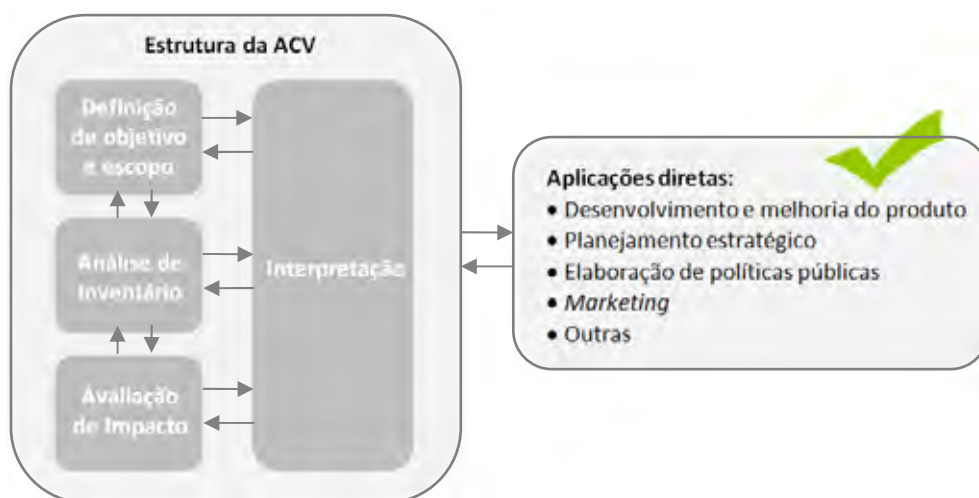 Estrutura da ACV
Definição
de objetivo
e escopo
Análise de
Inventário
Avaliação
de Impacto
Interpretação
Aplicações diretas:
• Desenvolvimento e melhoria do produto
• Planejamento estratégico
• Elaboração de políticas públicas
• Marketing
• Outras